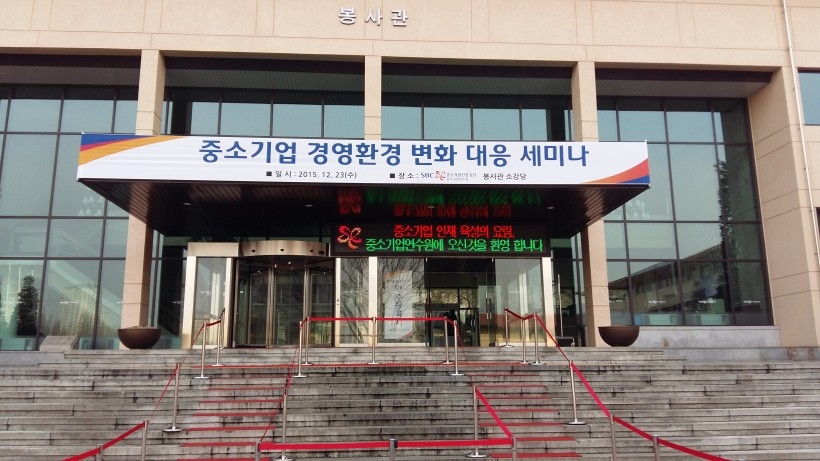 봉사관
중소기업 경영환경 변화 대응 세미나
■ 일 시 : 2015. 12. 23(수) ■ 장 소 : SBC 봉사관 소강당
중소기업 인재 육성의 요람,
중소기업연수원에 오신것을 환영 합니다